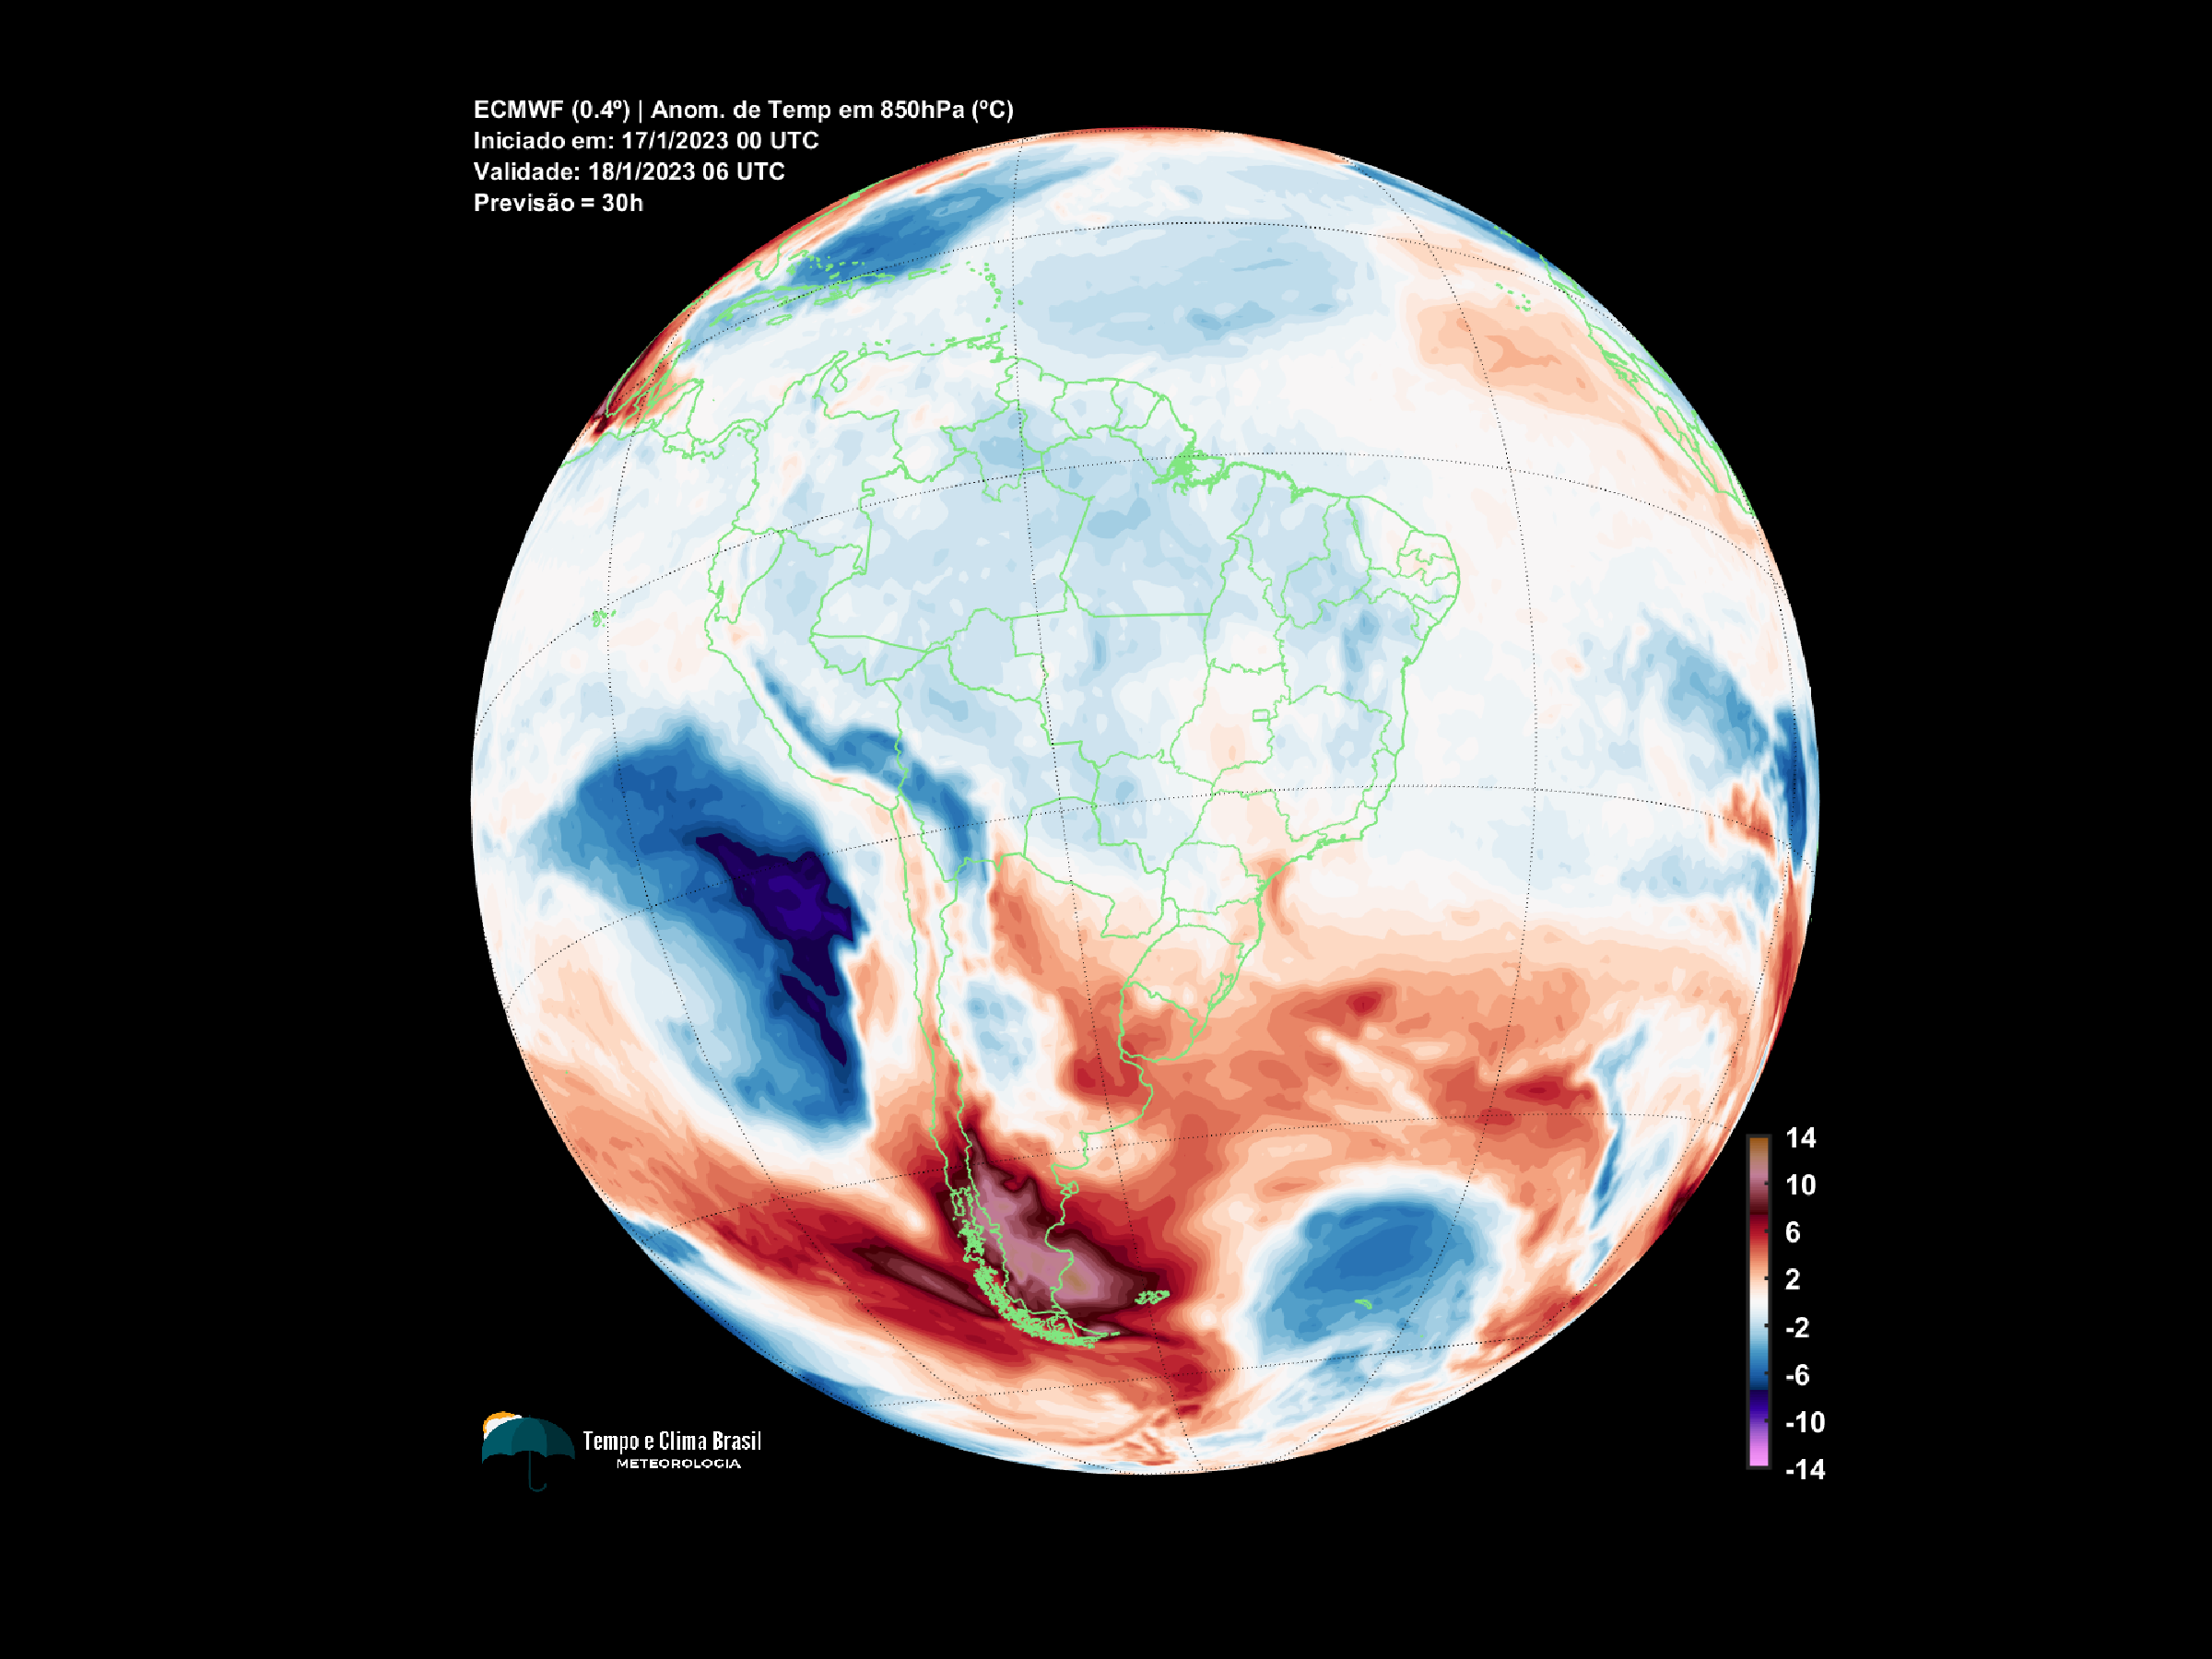 ECMWF (0.4º) | Anom. de Temp em 850hPa (ºC)
Iniciado em: 17/1/2023 00 UTC
Validade: 18/1/2023 06 UTC
Previsão = 30h
14
10
6
2
-2
-6
-10
-14
Tempo e Clima Brasil
METEOROLOGIA